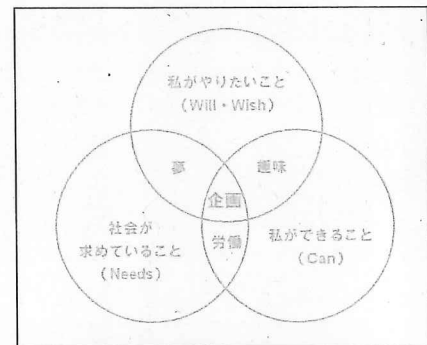 私がやりたいこと
（Will・Wish）
夢
趣味
企画
社会が
求めていること
（Needs）
労働
私ができること
（Can）